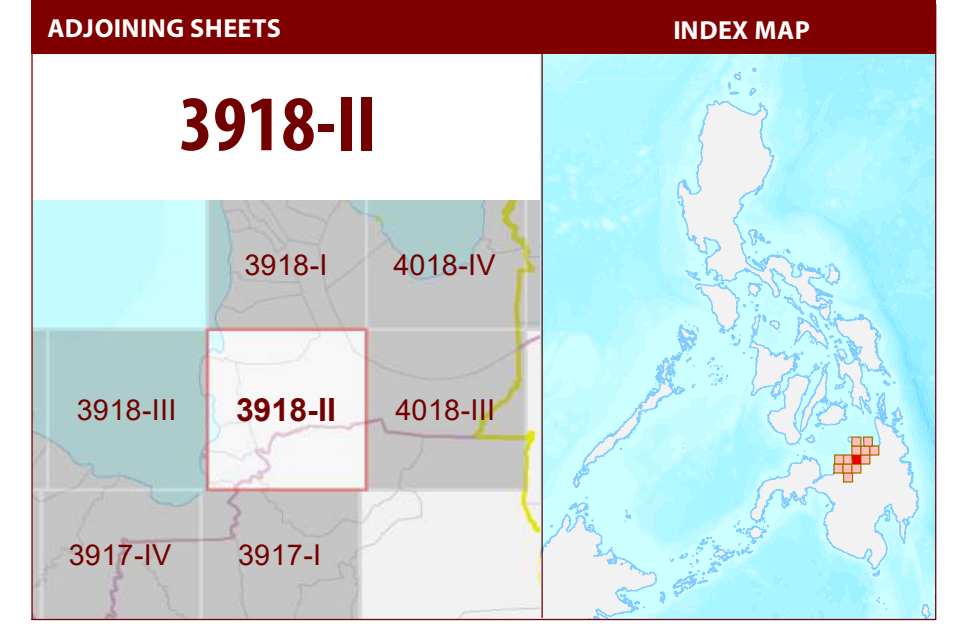 ADJOINING SHEETS
INDEX MAP
3918-II
3918-I
4018-IV
3918-III
3918-II
4018-III
3917-IV
3917-I